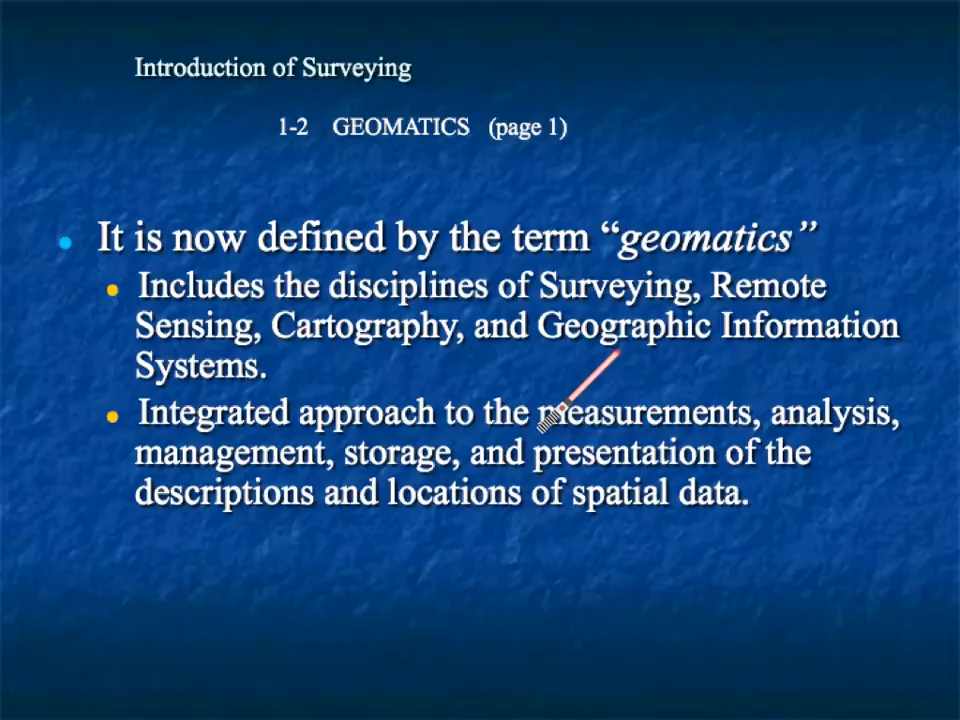 Introduction of Surveying
1-2 GEOMATICS (page 1)
It is now defined by the term “geomatics”
Includes the disciplines of Surveying, Remote
Sensing, Cartography, and Geographic Information
Systems.
Integrated approach to the measurements, analysis,
management, storage, and presentation of the
descriptions and locations of spatial data.